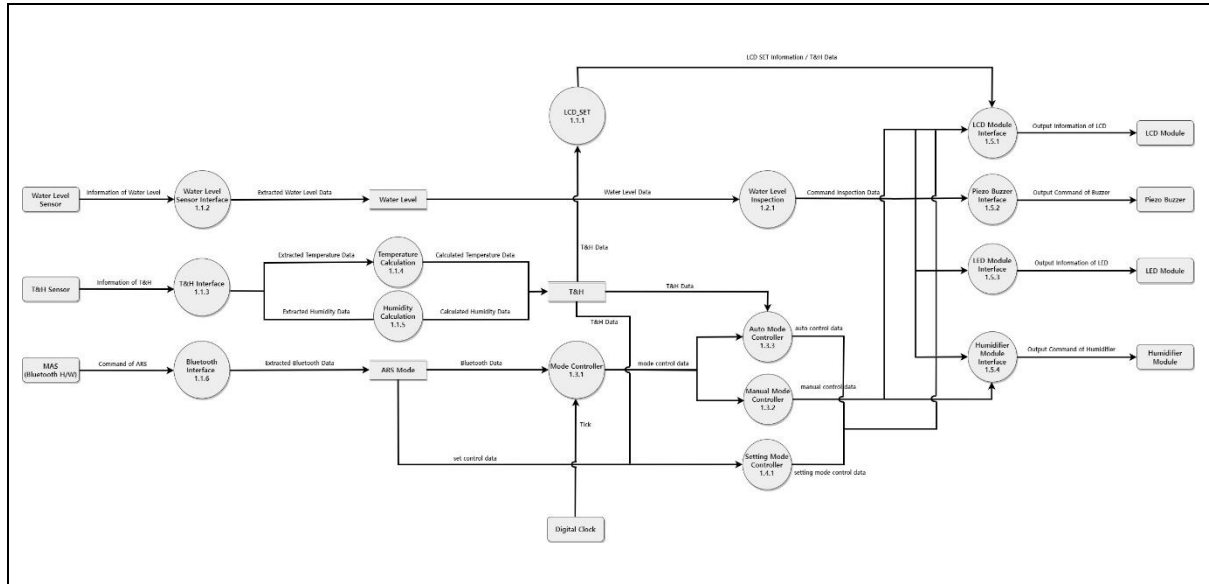 LCD SET Information / T&H Data
LCD_SET
1.1.1
LCD Module
Interface
1.5.1
Output Information of LCD
LCD Module
Water Level
Sensor
Information of Water Level
Water Level
Sensor Interface
1.1.2
Extracted Water Level Data
Water Level
Water Level Data
Water Level
Inspection
1.2.1
Command Inspection Data
Piezo Buzzer
Interface
1.5.2
Output Command of Buzzer
Piezo Buzzer
T&H Data
T&H Sensor
Information of T&H
T&H Interface
1.1.3
Extracted Temperature Data
Temperature
Calculation
1.1.4
Calculated Temperature Data
Extracted Humidity Data
Humidity
Calculation
1.1.5
Calculated Humidity Data
T&H
T&H Data
T&H Data
LED Module
Interface
1.5.3
Output Information of LED
LED Module
Auto Mode
Controller
1.3.3
auto control data
MAS
(Bluetooth H/W)
Command of ARS
Bluetooth
Interface
1.1.6
Extracted Bluetooth Data
ARS Mode
Bluetooth Data
Mode Controller
1.3.1
mode control data
Manual Mode
Controller
1.3.2
manual control data
Humidifier
Module
Interface
1.5.4
Output Command of Humidifier
Humidifier
Module
Tick
set control data
Setting Mode
Controller
1.4.1
setting mode control data
Digital Clock